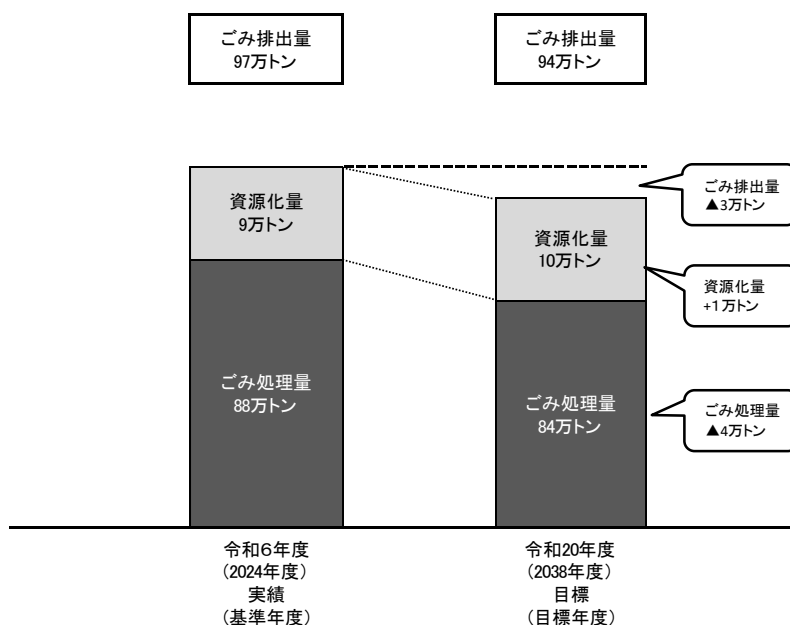 ごみ排出量
97万トン
ごみ排出量
94万トン
資源化量
9万トン
ごみ処理量
88万トン
資源化量
10万トン
ごみ処理量
84万トン
ごみ排出量
▲3万トン
資源化量
+1万トン
ごみ処理量
▲4万トン
令和６年度
（2024年度）
実績
（基準年度）
令和20年度
（2038年度）
目標
（目標年度）